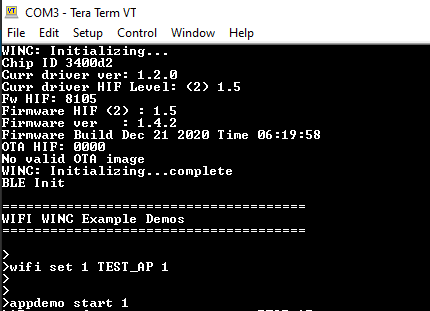 COM3 - Tera Term VT
File Edit Setup Control Window Help
WINC: Initializing...
Chip ID 3400d2
Curr driver ver: 1.2.0
Curr driver HIF Level: (2) 1.5
Fw HIF: 8105
Firmware HIF (2) : 1.5
Firmware ver   : 1.4.2
Firmware Build Dec 21 2020 Time 06:19:58
OTA HIF: 0000
No valid OTA image
WINC: Initializing...complete
BLE Init
======================================
WIFI WINC Example Demos
======================================
>
>wifi set 1 TEST_AP 1
>
>
>appdemo start 1